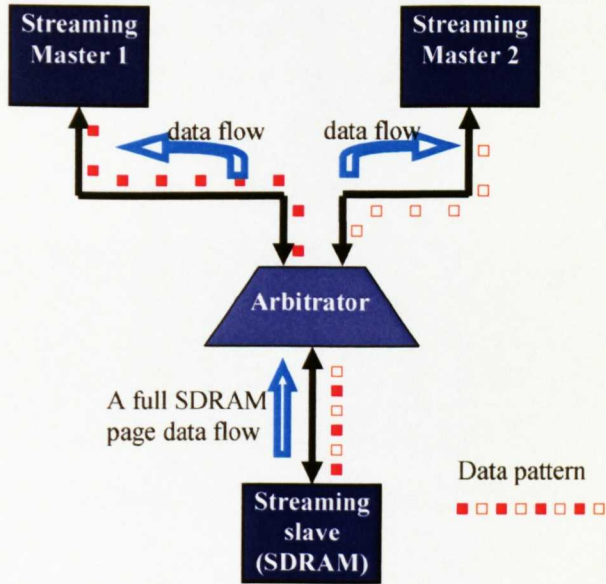 Streaming
Master 1
Streaming
Master 2
data flow
data flow
Arbitrator
A full SDRAM
page data flow
Streaming
slave
(SDRAM)
Data pattern